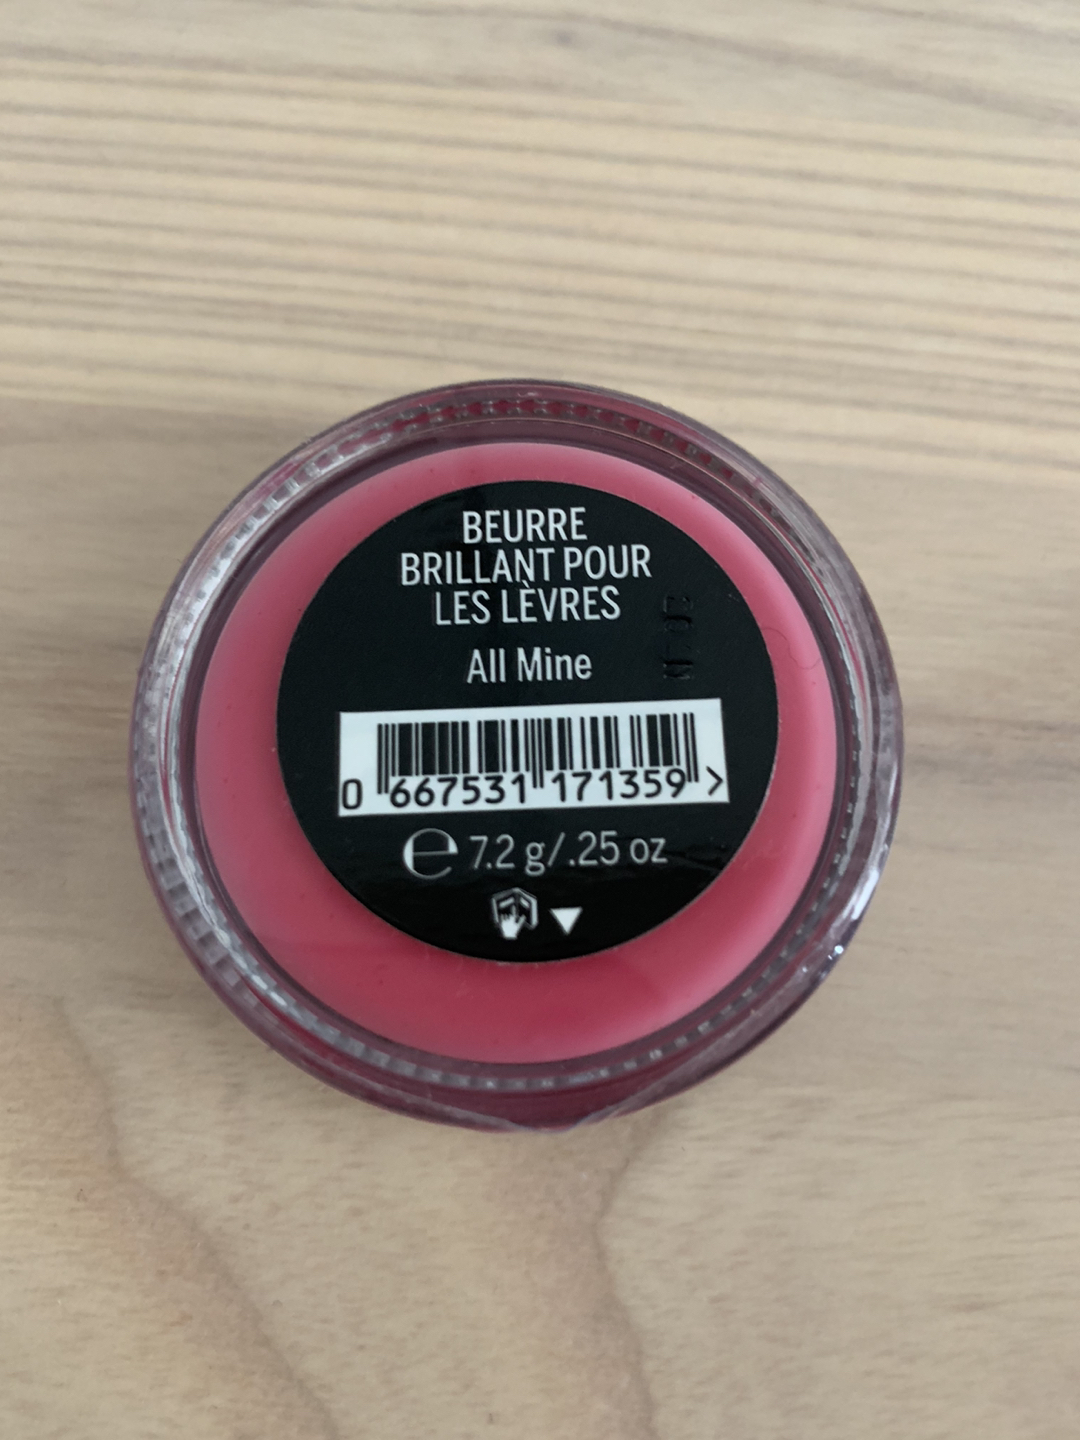 BEURRE
BRILLANT POUR
LES LÈVRES
All Mine
0 667531 171359 >
℮ 7.2 g/.25 oz